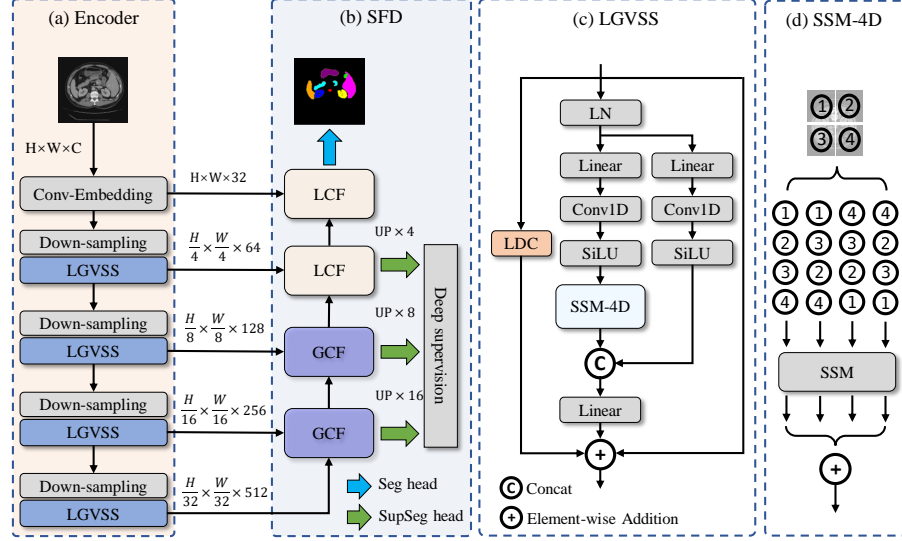 (a) Encoder
H×W×C
Conv-Embedding
Down-sampling
LGVSS
Down-sampling
LGVSS
Down-sampling
LGVSS
Down-sampling
LGVSS
H×W×32
H/4 × W/4 × 64
H/8 × W/8 × 128
H/16 × W/16 × 256
H/32 × W/32 × 512
(b) SFD
LCF
LCF
GCF
GCF
UP × 4
UP × 8
UP × 16
Deep supervision
Seg head
SupSeg head
(c) LGVSS
LN
Linear Linear
Conv1D Conv1D
LDC
SiLU SiLU
SSM-4D
C
Linear
+
C Concat
+ Element-wise Addition
(d) SSM-4D
1 2
3 4
1 1 4 4
2 3 3 2
3 2 2 3
4 4 1 1
SSM
+